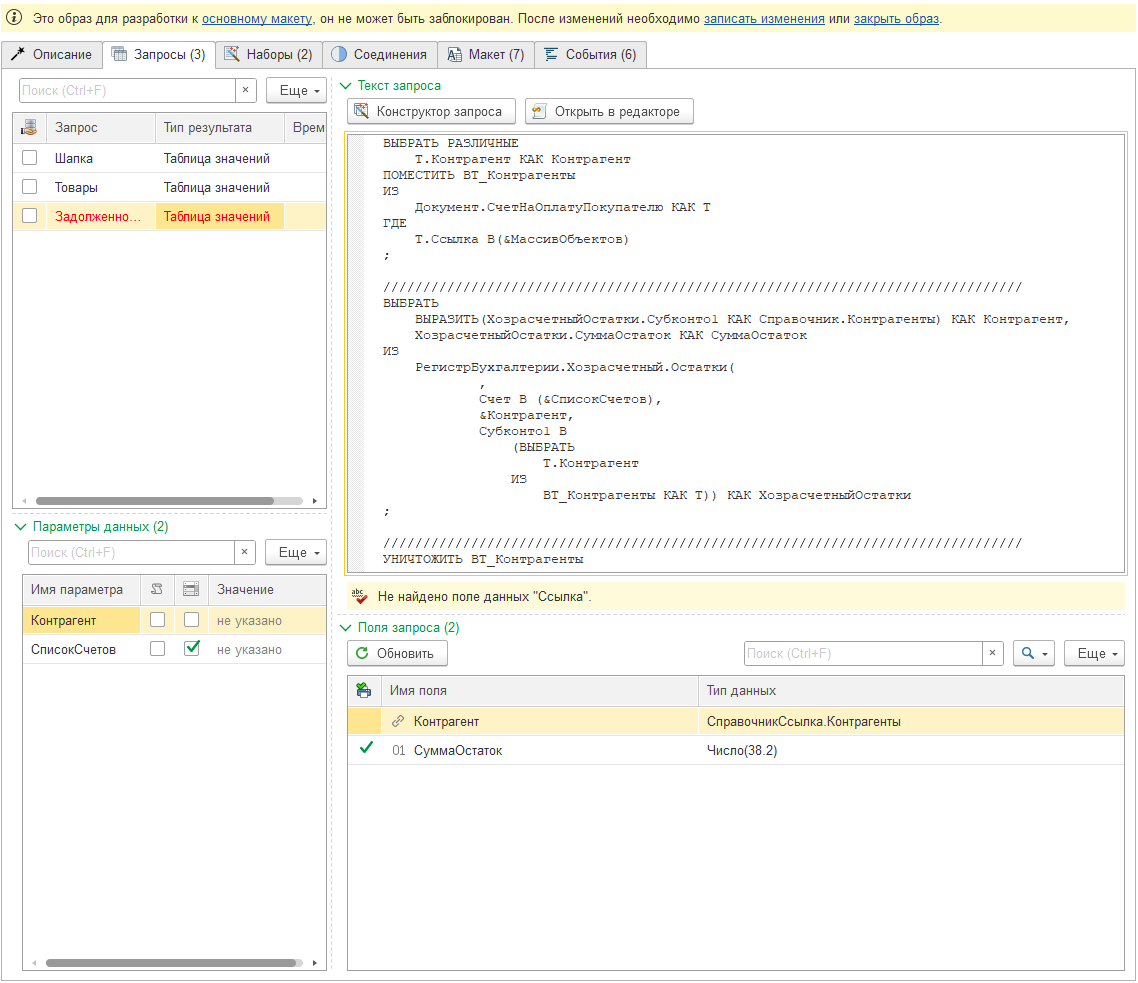 Это образ для разработки к основному макету, он не может быть заблокирован. После изменений необходимо записать изменения или закрыть образ.
Описание
Запросы (3)
Наборы (2)
Соединения
Макет (7)
События (6)
Поиск (Ctrl+F)
×
Еще
Запрос
Тип результата
Врем
Шапка
Таблица значений
Товары
Таблица значений
Задолженно...
Таблица значений
Параметры данных (2)
Поиск (Ctrl+F)
×
Еще
Имя параметра
Значение
Контрагент
не указано
СписокСчетов
не указано
Текст запроса
Конструктор запроса
Открыть в редакторе
ВЫБРАТЬ РАЗЛИЧНЫЕ
Т.Контрагент КАК Контрагент
ПОМЕСТИТЬ ВТ_Контрагенты
ИЗ
Документ.СчетНаОплатуПокупателю КАК Т
ГДЕ
Т.Ссылка В(&МассивОбъектов)
;
////////////////////////////////////////////////////////////////////////////////
ВЫБРАТЬ
ВЫРАЗИТЬ(ХозрасчетныйОстатки.Субконто1 КАК Справочник.Контрагенты) КАК Контрагент,
ХозрасчетныйОстатки.СуммаОстаток КАК СуммаОстаток
ИЗ
РегистрБухгалтерии.Хозрасчетный.Остатки(
,
Счет В (&СписокСчетов),
&Контрагент,
Субконто1 В
(ВЫБРАТЬ
Т.Контрагент
ИЗ
ВТ_Контрагенты КАК Т)) КАК ХозрасчетныйОстатки
;
////////////////////////////////////////////////////////////////////////////////
УНИЧТОЖИТЬ ВТ_Контрагенты
Не найдено поле данных "Ссылка".
Поля запроса (2)
Обновить
Поиск (Ctrl+F)
×
Еще
Имя поля
Тип данных
Контрагент
СправочникСсылка.Контрагенты
01 СуммаОстаток
Число(38.2)